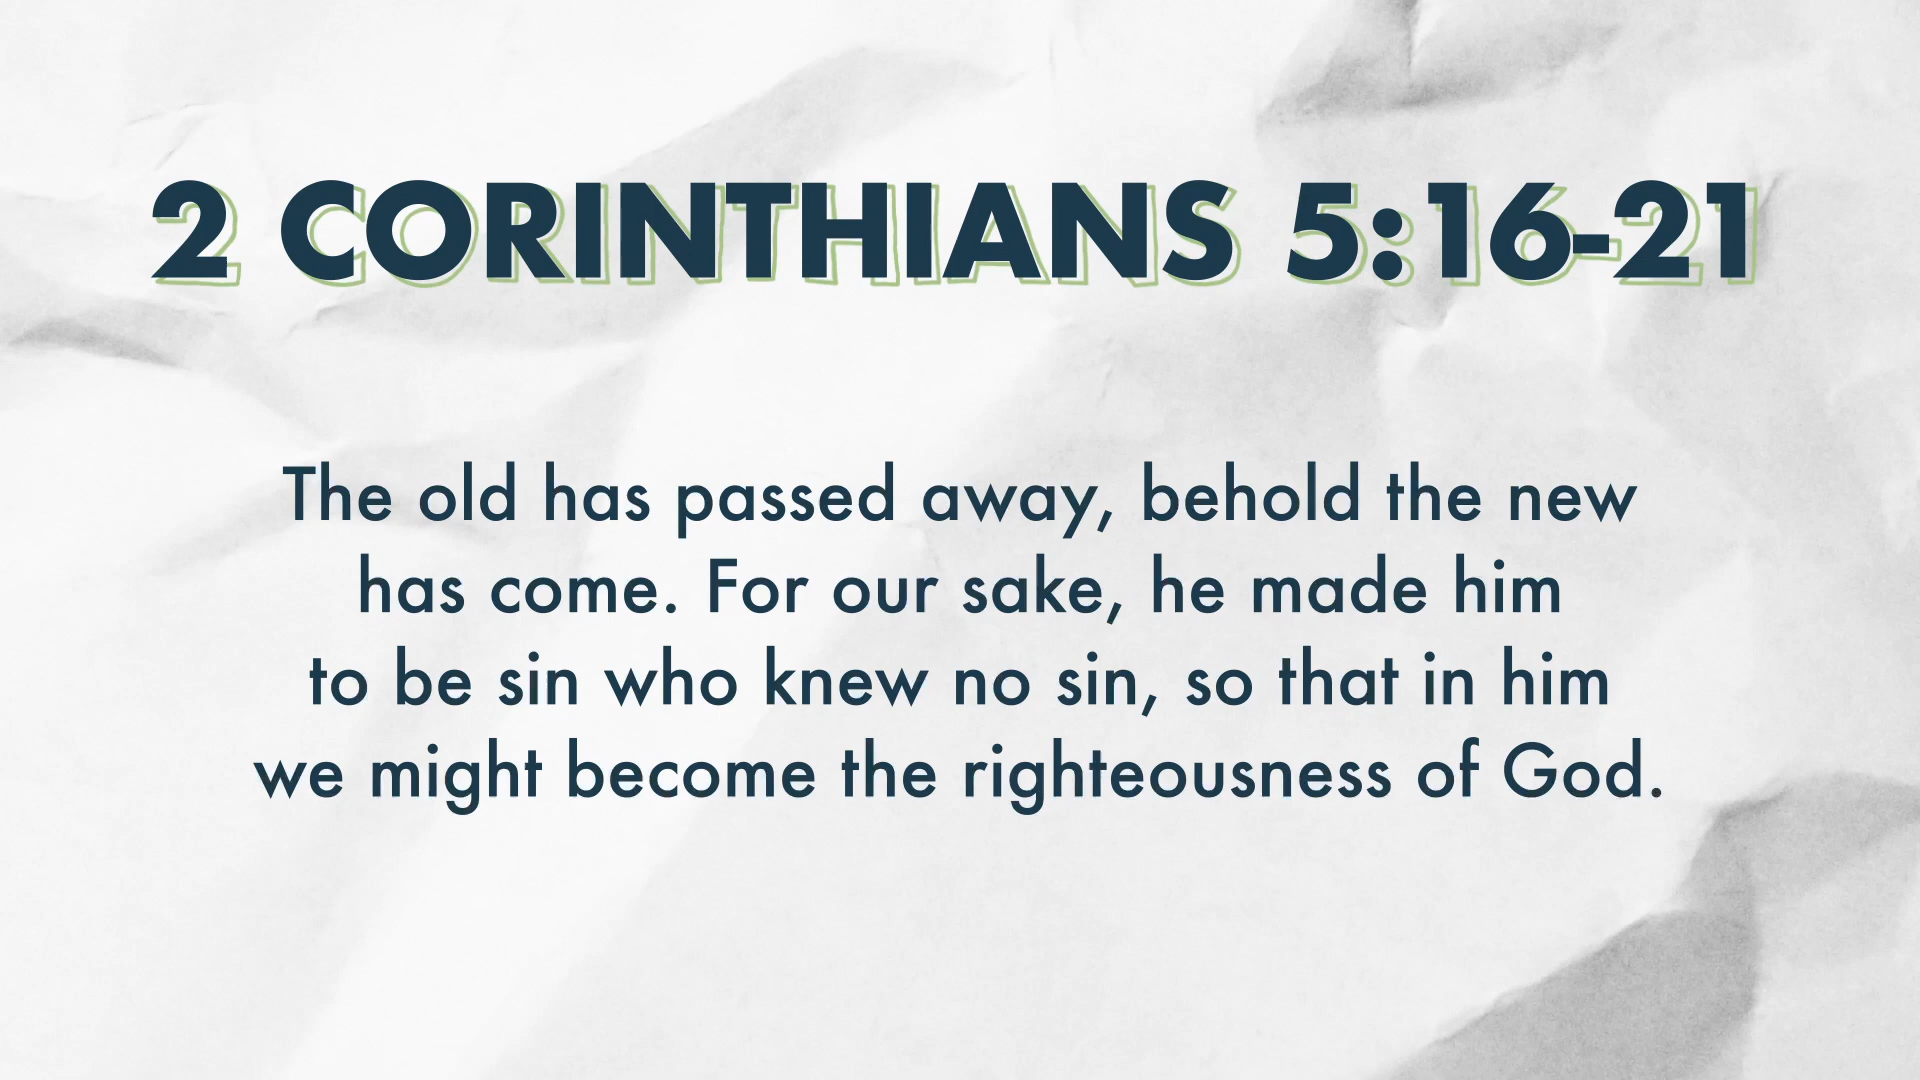 2 CORINTHIANS 5:16-21
The old has passed away, behold the new
has come. For our sake, he made him
to be sin who knew no sin, so that in him
we might become the righteousness of God.